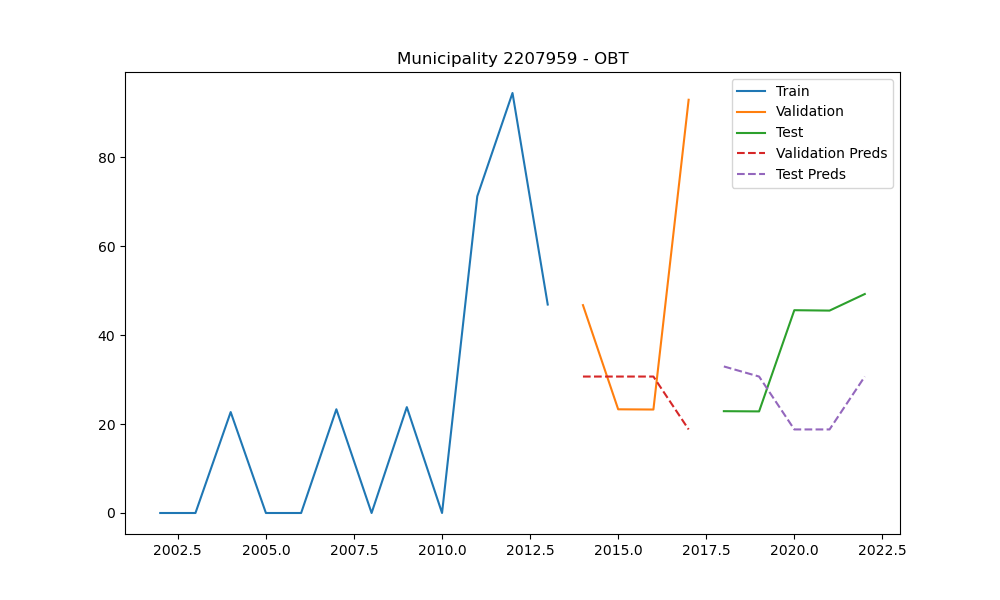 Municipality 2207959 - OBT
Train
Validation
Test
Validation Preds
Test Preds
80
60
40
20
0
2002.5 2005.0 2007.5 2010.0 2012.5 2015.0 2017.5 2020.0 2022.5